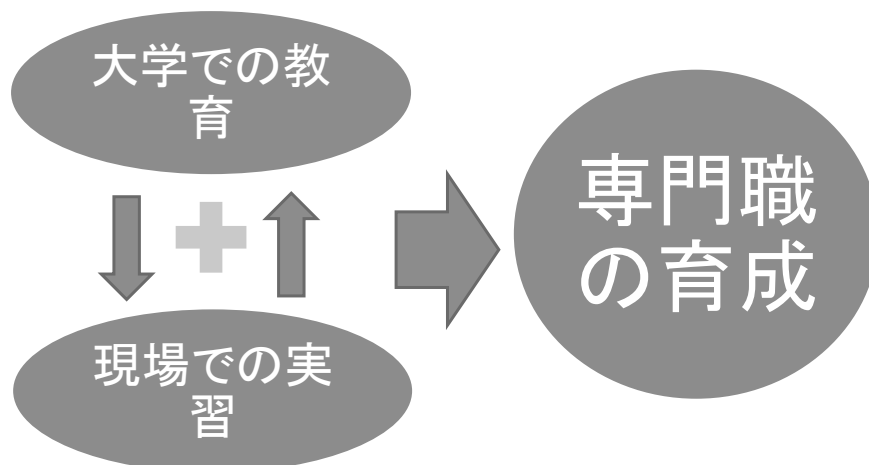 大学での教
育
現場での実
習
専門職
の育成